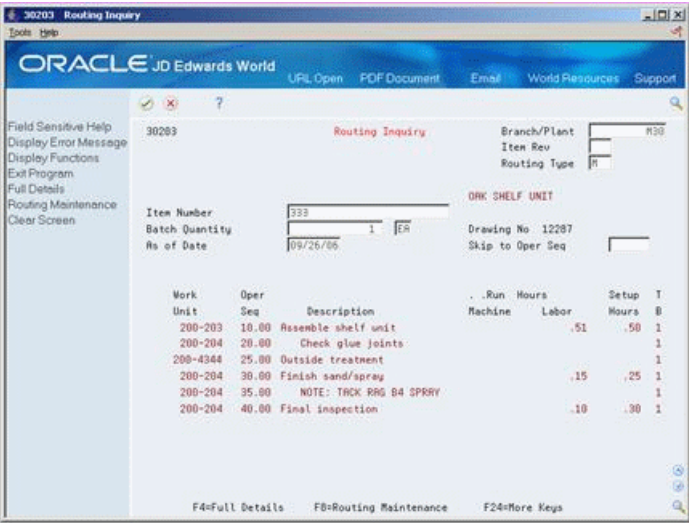 30203 Routing Inquiry
Tools Help
ORACLE JD Edwards World
URL Open PDF Document Email World Resources Support
?
Field Sensitive Help
Display Error Message
Display Functions
Exit Program
Full Details
Routing Maintenance
Clear Screen
30203 Routing Inquiry Branch/Plant M30
Item Rev
Routing Type M
OAK SHELF UNIT
Item Number 333
Batch Quantity 1 EA Drawing No 12287
As of Date 09/26/06 Skip to Oper Seq
Work Oper . .Run Hours Setup T
Unit Seq Description Machine Labor Hours B
200-203 10.00 Assemble shelf unit .51 .50 1
200-204 20.00 Check glue joints 1
200-4344 25.00 Outside treatment 1
200-204 30.00 Finish sand/spray .15 .25 1
200-204 35.00 NOTE: TACK RAG B4 SPRAY 1
200-204 40.00 Final inspection .10 .30 1
F4=Full Details F8=Routing Maintenance F24=More Keys